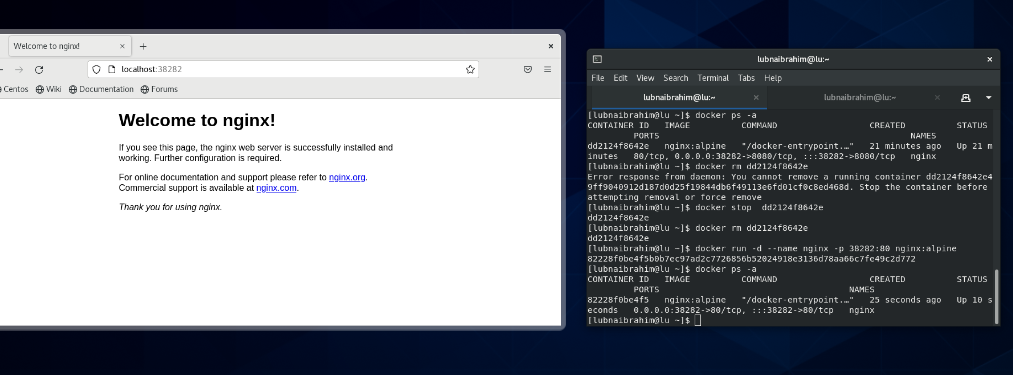 Welcome to nginx!
localhost:38282
Centos Wiki Documentation Forums
Welcome to nginx!
If you see this page, the nginx web server is successfully installed and
working. Further configuration is required.
For online documentation and support please refer to nginx.org.
Commercial support is available at nginx.com.
Thank you for using nginx.
lubnaibrahim@lu:~
File Edit View Search Terminal Tabs Help
lubnaibrahim@lu:~ lubnaibrahim@lu:~
[lubnaibrahim@lu ~]$ docker ps -a
CONTAINER ID IMAGE COMMAND CREATED STATUS
PORTS NAMES
dd2124f8642e nginx:alpine "/docker-entrypoint.…" 21 minutes ago Up 21 m
inutes 80/tcp, 0.0.0.0:38282->8080/tcp, :::38282->8080/tcp nginx
[lubnaibrahim@lu ~]$ docker rm dd2124f8642e
Error response from daemon: You cannot remove a running container dd2124f8642e4
9ff9040912d187d0d25f19844db6f49113e6fd01cf0c8ed468d. Stop the container before
attempting removal or force remove
[lubnaibrahim@lu ~]$ docker stop dd2124f8642e
dd2124f8642e
[lubnaibrahim@lu ~]$ docker rm dd2124f8642e
dd2124f8642e
[lubnaibrahim@lu ~]$ docker run -d --name nginx -p 38282:80 nginx:alpine
82228f0be4f5b0b7ec97ad2c7726856b52024918e3136d78aa66c7fe49c2d772
[lubnaibrahim@lu ~]$ docker ps -a
CONTAINER ID IMAGE COMMAND CREATED STATUS
PORTS NAMES
82228f0be4f5 nginx:alpine "/docker-entrypoint.…" 25 seconds ago Up 10 s
econds 0.0.0.0:38282->80/tcp, :::38282->80/tcp nginx
[lubnaibrahim@lu ~]$